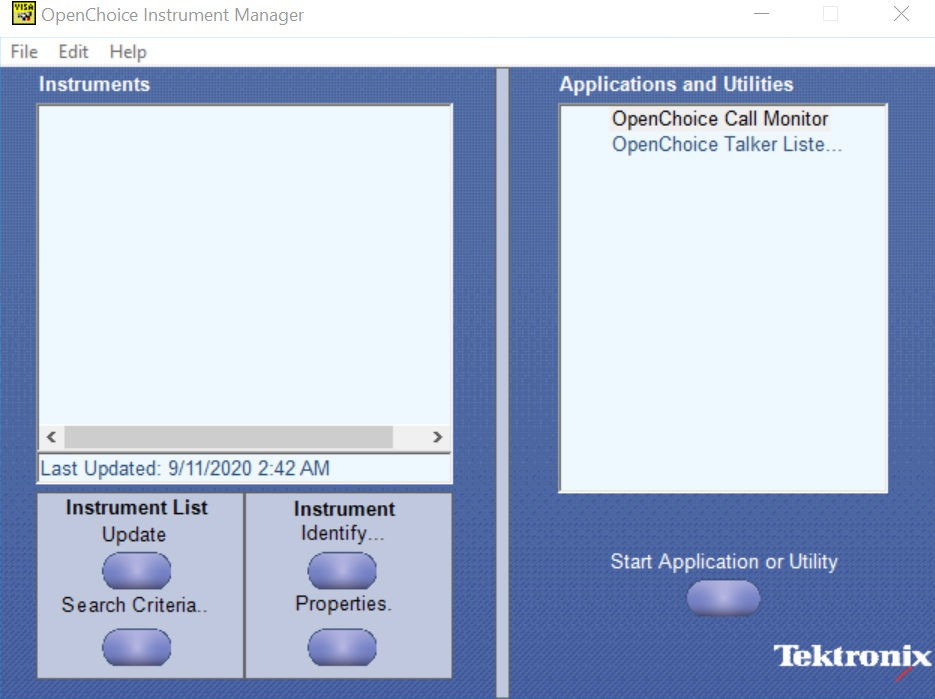 VISA
OpenChoice Instrument Manager
File Edit Help
Instruments
Last Updated: 9/11/2020 2:42 AM
Instrument List
Update
Search Criteria..
Instrument
Identify...
Properties.
Applications and Utilities
OpenChoice Call Monitor
OpenChoice Talker Liste...
Start Application or Utility
Tektronix